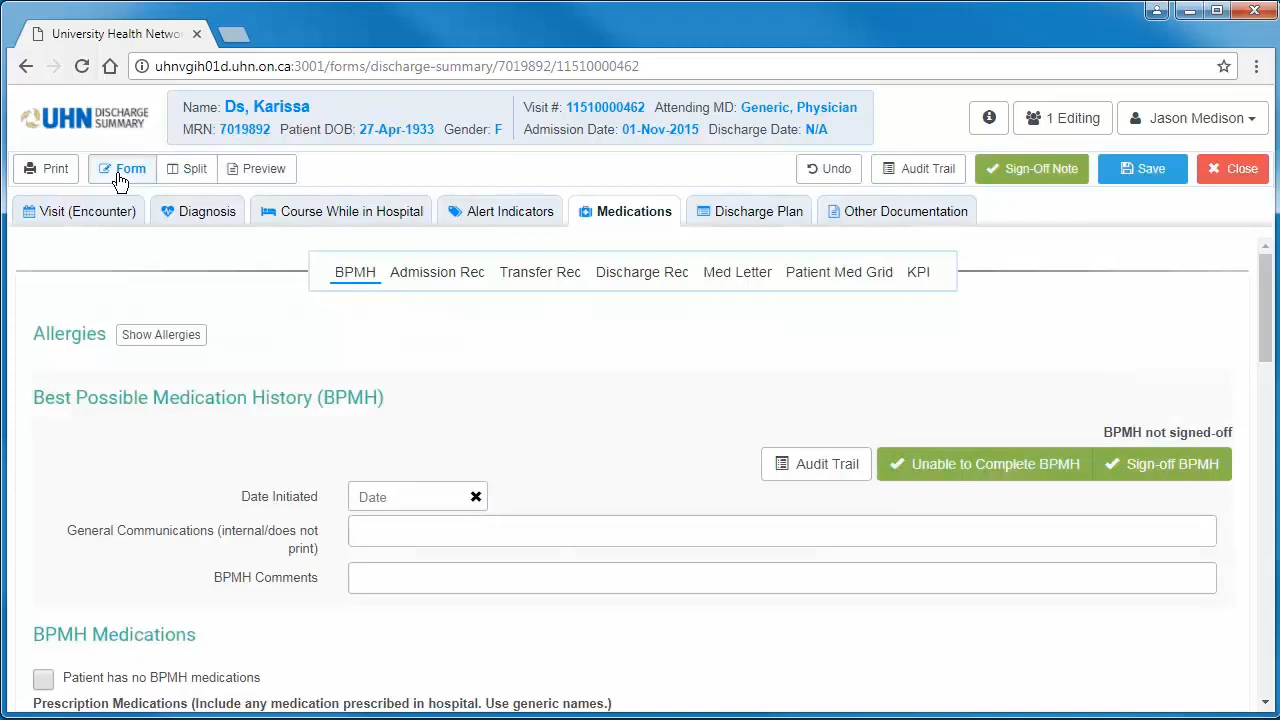 University Health Netwo
uhnvgih01d.uhn.on.ca:3001/forms/discharge-summary/7019892/11510000462
UHN DISCHARGE SUMMARY
Name: Ds, Karissa
MRN: 7019892 Patient DOB: 27-Apr-1933 Gender: F
Visit #: 11510000462 Attending MD: Generic, Physician
Admission Date: 01-Nov-2015 Discharge Date: N/A
1 Editing
Jason Medison
Print Form Split Preview Undo Audit Trail Sign-Off Note Save Close
Visit (Encounter) Diagnosis Course While in Hospital Alert Indicators Medications Discharge Plan Other Documentation
BPMH Admission Rec Transfer Rec Discharge Rec Med Letter Patient Med Grid KPI
Allergies Show Allergies
Best Possible Medication History (BPMH)
BPMH not signed-off
Audit Trail Unable to Complete BPMH Sign-off BPMH
Date Initiated Date
General Communications (internal/does not
print)
BPMH Comments
BPMH Medications
Patient has no BPMH medications
Prescription Medications (Include any medication prescribed in hospital. Use generic names.)